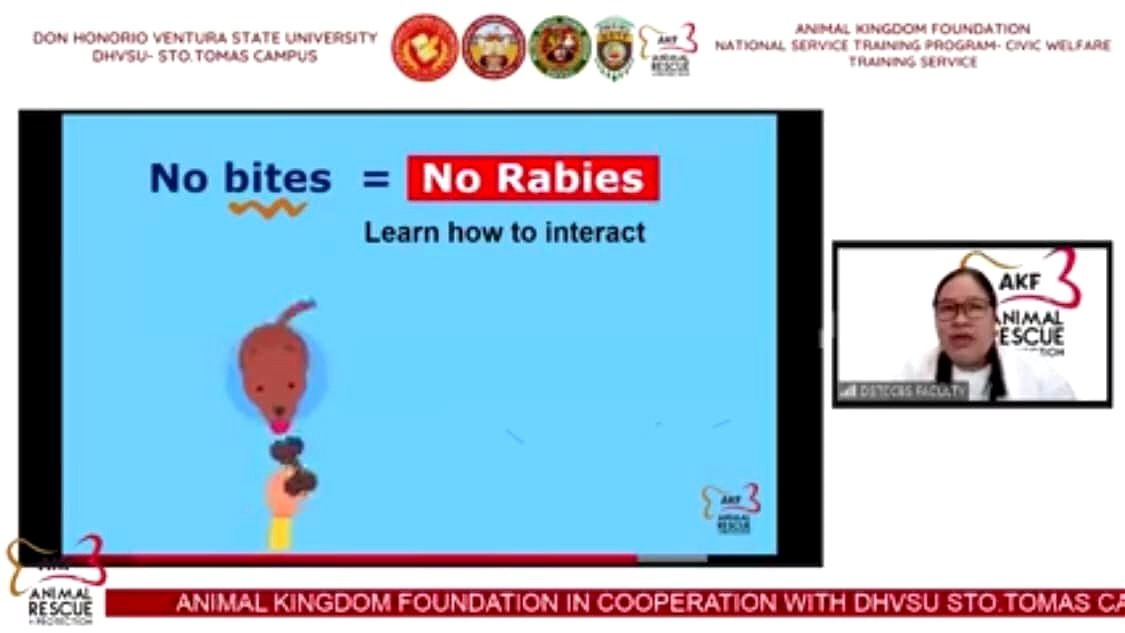 DON HONORIO VENTURA STATE UNIVERSITY
DHVSU- STO.TOMAS CAMPUS
AKF
ANIMAL
RESCUE
ANIMAL KINGDOM FOUNDATION
NATIONAL SERVICE TRAINING PROGRAM- CIVIC WELFARE
TRAINING SERVICE
No bites = No Rabies
Learn how to interact
AKF
ANIMAL
RESCUE
AKF
ANIMAL
RESCUE
FACULTY
ANIMAL
RESCUE
+ PROTECTION
ANIMAL KINGDOM FOUNDATION IN COOPERATION WITH DHVSU STO.TOMAS CA